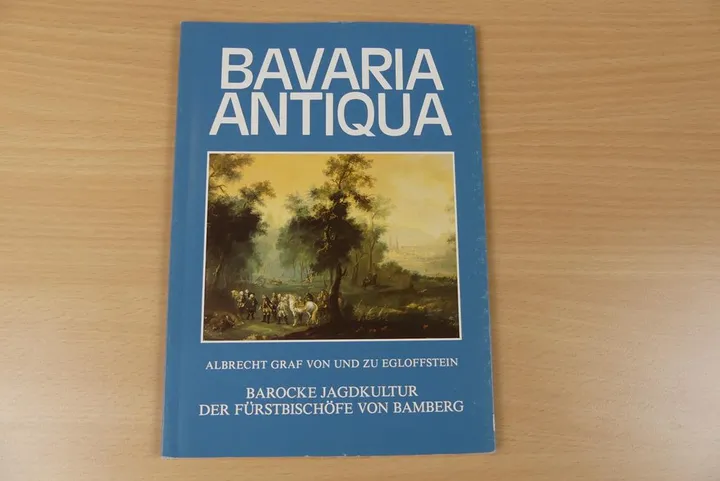 BAVARIA
ANTIQUA
ALBRECHT GRAF VON UND ZU EGLOFFSTEIN
BAROCKE JAGDKULTUR
DER FÜRSTBISCHÖFE VON BAMBERG